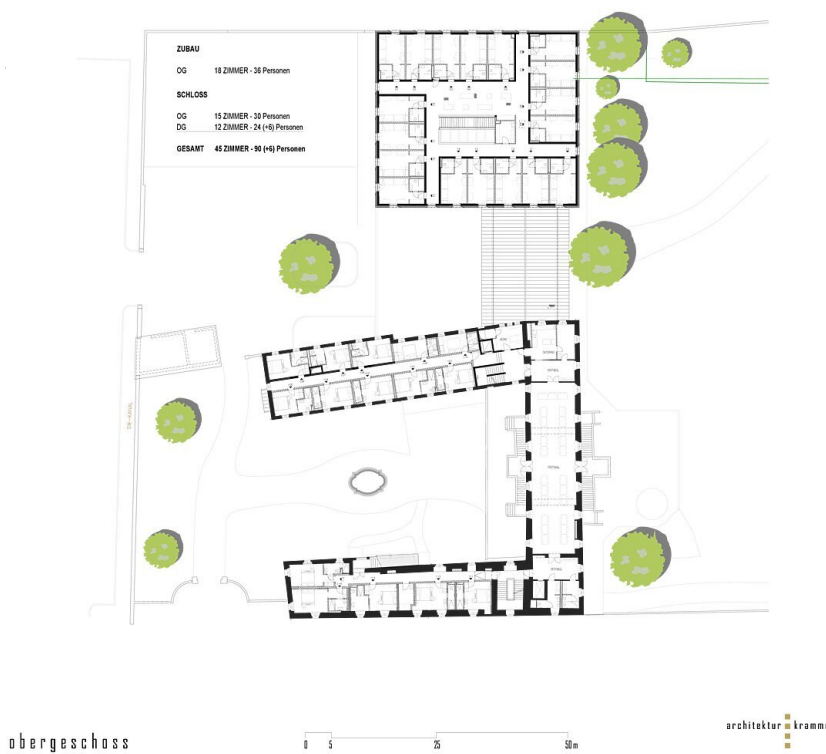 ZUBAU
OG 18 ZIMMER - 36 Personen
SCHLOSS
OG 15 ZIMMER - 30 Personen
DG 12 ZIMMER - 24 (+6) Personen
GESAMT 45 ZIMMER - 90 (+6) Personen
obergeschoss
0 5 25 50 m
architektur kramm